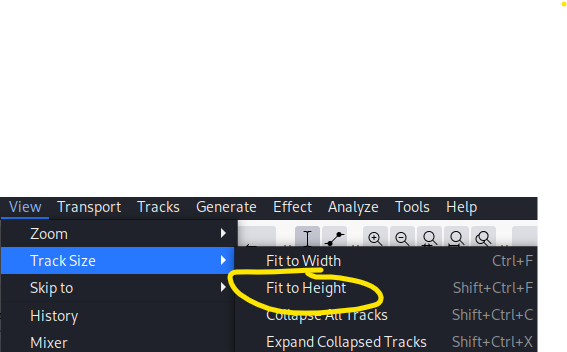 View Transport Tracks Generate Effect Analyze Tools Help
Zoom
Track Size
Skip to
History
Mixer
Fit to Width Ctrl+F
Fit to Height Shift+Ctrl+F
Collapse All Tracks Shift+Ctrl+C
Expand Collapsed Tracks Shift+Ctrl+X